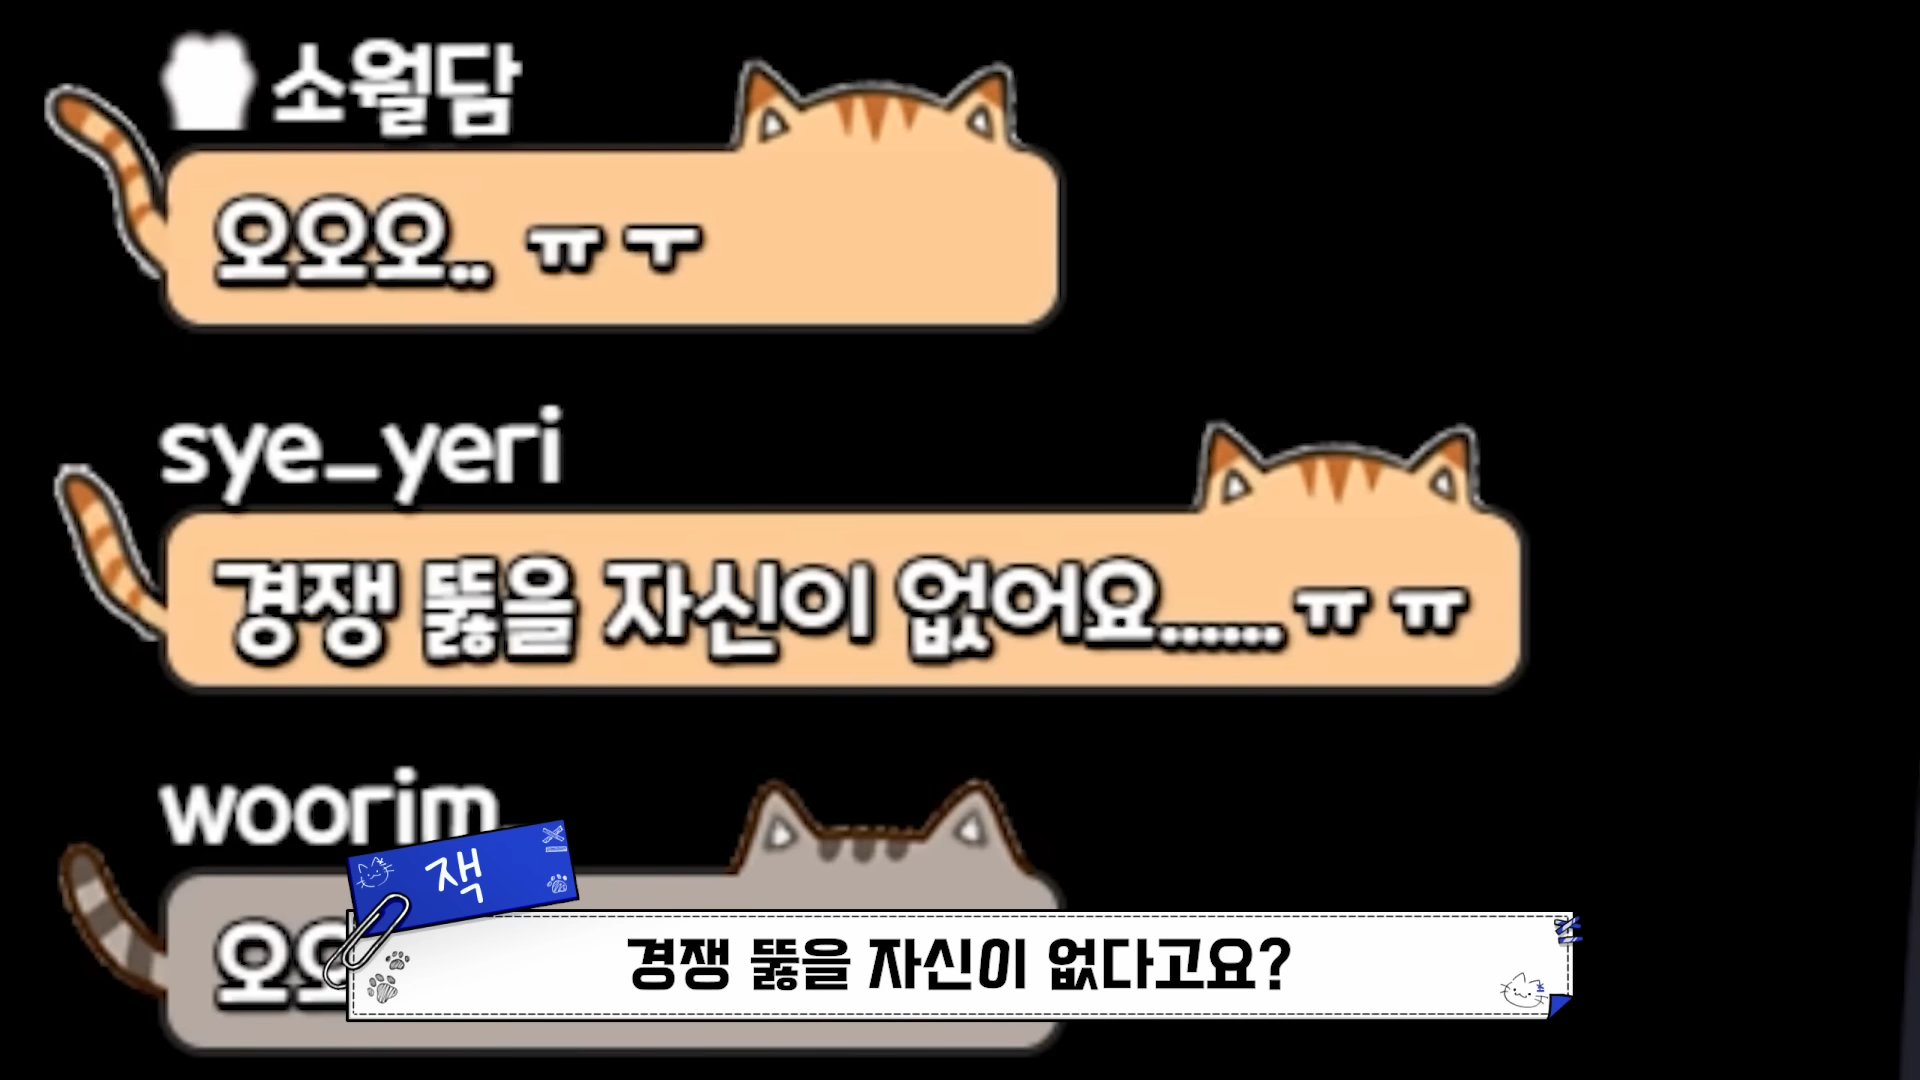 소월담
오오오.. ㅠㅜ
sye_yeri
경쟁 뚫을 자신이 없어요......ㅠㅠ
woorim
잭
오오
경쟁 뚫을 자신이 없다고요?